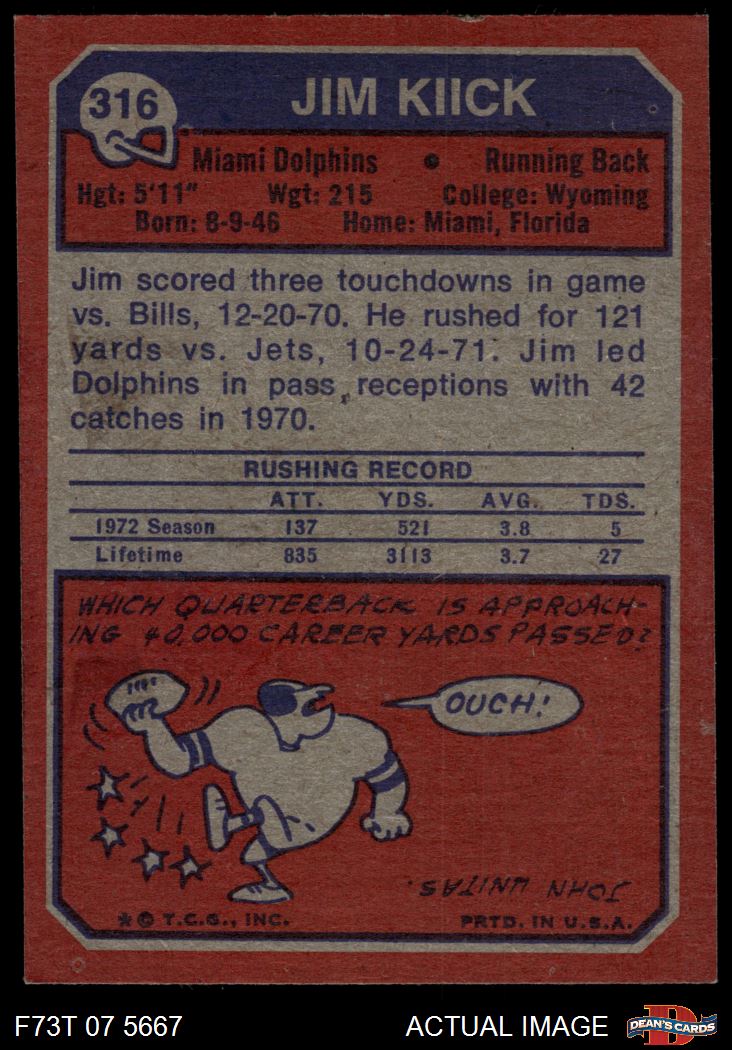 316
JIM KIICK
Miami Dolphins • Running Back
Hgt: 5'11" Wgt: 215 College: Wyoming
Born: 8-9-46 Home: Miami, Florida
Jim scored three touchdowns in game
vs. Bills, 12-20-70. He rushed for 121
yards vs. Jets, 10-24-71. Jim led
Dolphins in pass receptions with 42
catches in 1970.
RUSHING RECORD
ATT. YDS. AVG. TDS.
1972 Season 137 521 3.8 5
Lifetime 835 3113 3.7 27
WHICH QUARTERBACK IS APPROACH-
ING 40,000 CAREER YARDS PASSED?
OUCH!
JOHN UNITAS.
*© T.C.G., INC. PRTD. IN U.S.A.
F73T 07 5667 ACTUAL IMAGE DEAN'S CARDS